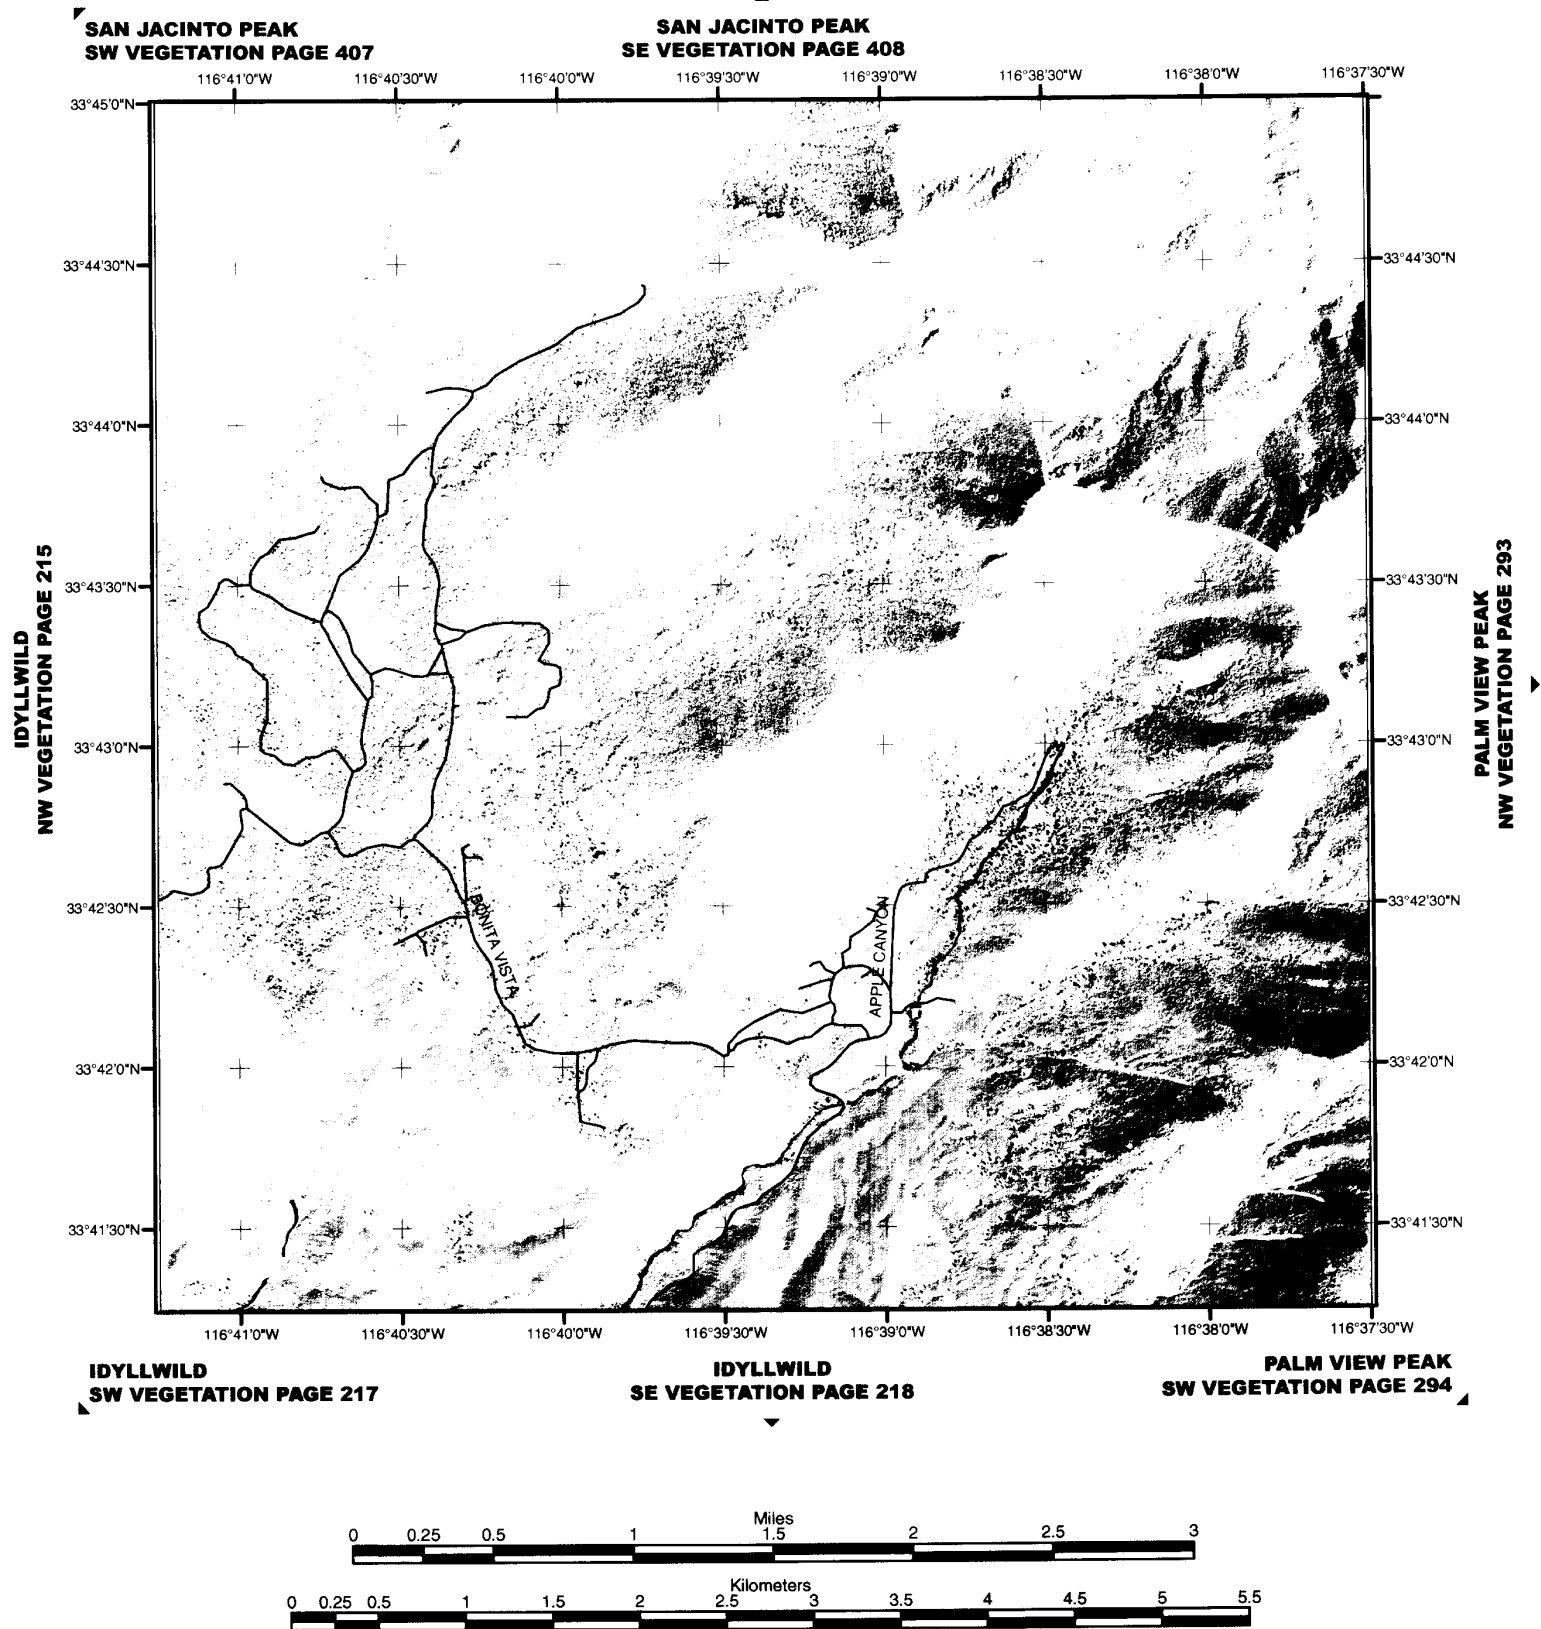 SAN JACINTO PEAK
SW VEGETATION PAGE 407
SAN JACINTO PEAK
SE VEGETATION PAGE 408
116°41'0"W 116°40'30"W 116°40'0"W 116°39'30"W 116°39'0"W 116°38'30"W 116°38'0"W 116°37'30"W
33°45'0"N
33°44'30"N 33°44'30"N
33°44'0"N 33°44'0"N
33°43'30"N 33°43'30"N
IDYLLWILD
NW VEGETATION PAGE 215
PALM VIEW PEAK
NW VEGETATION PAGE 293
33°43'0"N 33°43'0"N
33°42'30"N 33°42'30"N
BONITA VISTA
APPLE CANYON
33°42'0"N 33°42'0"N
33°41'30"N 33°41'30"N
116°41'0"W 116°40'30"W 116°40'0"W 116°39'30"W 116°39'0"W 116°38'30"W 116°38'0"W 116°37'30"W
IDYLLWILD
SW VEGETATION PAGE 217
IDYLLWILD
SE VEGETATION PAGE 218
PALM VIEW PEAK
SW VEGETATION PAGE 294
Miles
0 0.25 0.5 1 1.5 2 2.5 3
Kilometers
0 0.25 0.5 1 1.5 2 2.5 3 3.5 4 4.5 5 5.5